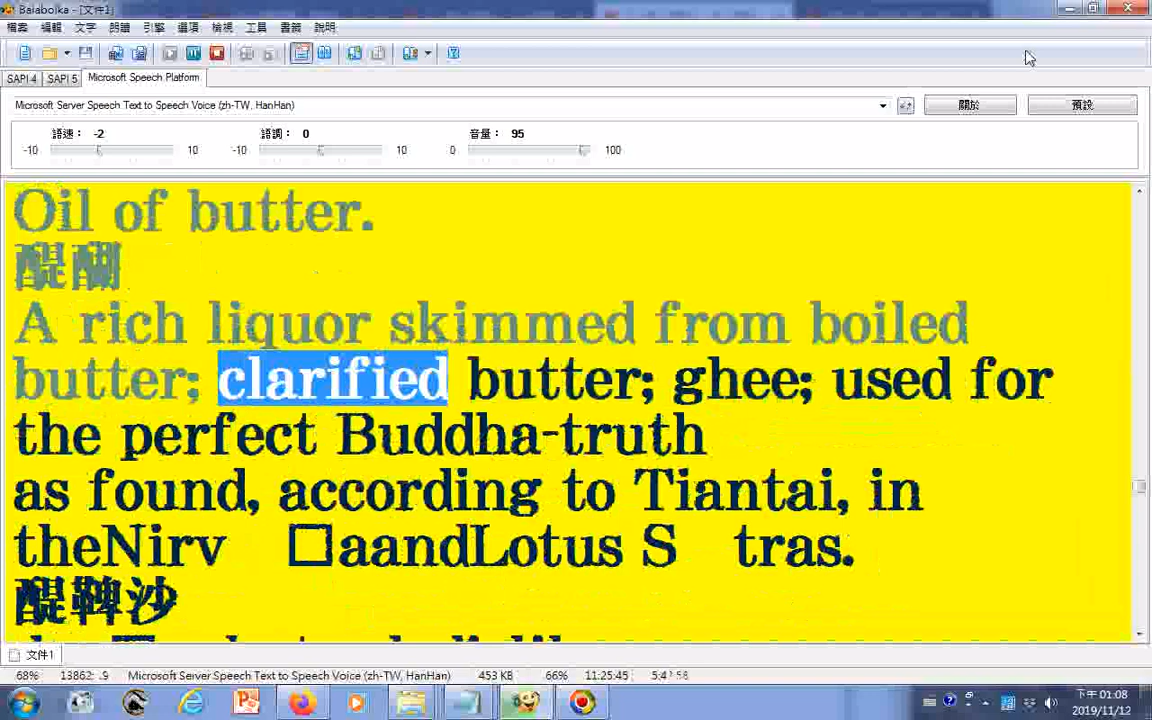 Balabolka - [文件1]
檔案 編輯 文字 朗讀 引擎 選項 檢視 工具 書籤 說明
SAPI 4 SAPI 5 Microsoft Speech Platform
Microsoft Server Speech Text to Speech Voice (zh-TW, HanHan) 關於 預設
語速： -2 語調： 0 音量： 95
-10 10 -10 10 0 100
Oil of butter.
醍醐
A rich liquor skimmed from boiled
butter; clarified butter; ghee; used for
the perfect Buddha-truth
as found, according to Tiantai, in
theNirv □aandLotus S tras.
醍鞞沙
文件1
68% Microsoft Server Speech Text to Speech Voice (zh-TW, HanHan) 453 KB 66% 11:25:45
下午 01:08
2019/11/12